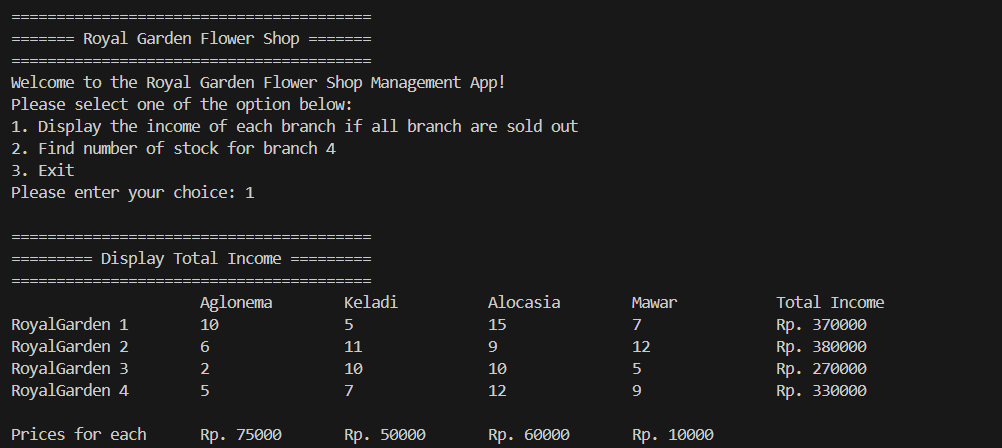 ========================================
======= Royal Garden Flower Shop =======
========================================
Welcome to the Royal Garden Flower Shop Management App!
Please select one of the option below:
1. Display the income of each branch if all branch are sold out
2. Find number of stock for branch 4
3. Exit
Please enter your choice: 1
========================================
========= Display Total Income =========
========================================
Aglonema Keladi Alocasia Mawar Total Income
RoyalGarden 1 10 5 15 7 Rp. 370000
RoyalGarden 2 6 11 9 12 Rp. 380000
RoyalGarden 3 2 10 10 5 Rp. 270000
RoyalGarden 4 5 7 12 9 Rp. 330000
Prices for each Rp. 75000 Rp. 50000 Rp. 60000 Rp. 10000